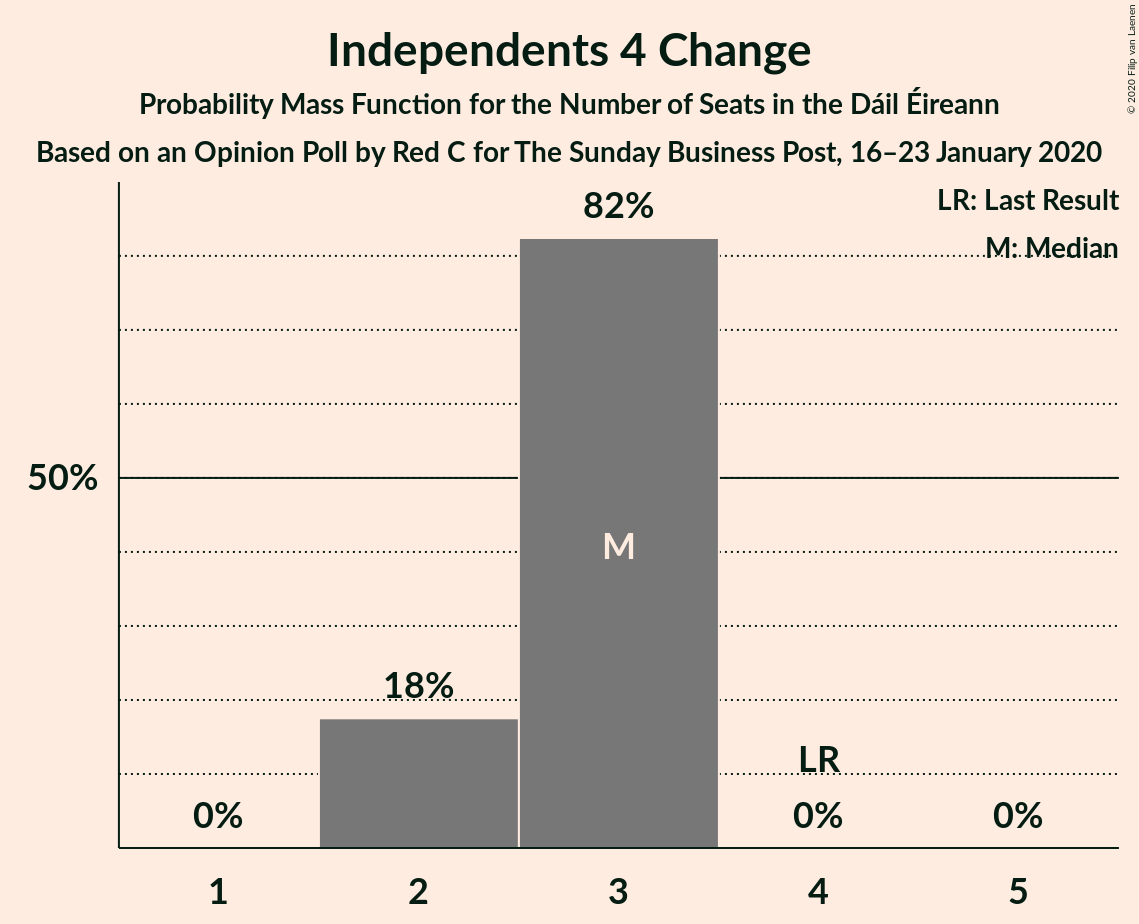 Independents 4 Change
Probability Mass Function for the Number of Seats in the Dáil Éireann
Based on an Opinion Poll by Red C for The Sunday Business Post, 16–23 January 2020
© 2020 Filip van Laenen
LR: Last Result
M: Median
82%
50%
M
18%
LR
0%
0%
0%
1
2
3
4
5